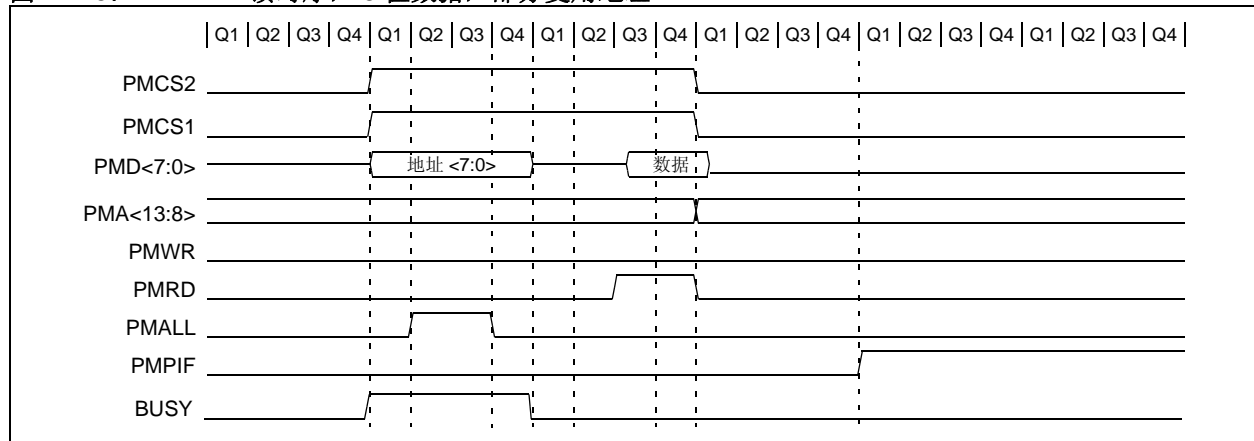 Q1 Q2 Q3 Q4 Q1 Q2 Q3 Q4 Q1 Q2 Q3 Q4 Q1 Q2 Q3 Q4 Q1 Q2 Q3 Q4 Q1 Q2 Q3 Q4
PMCS2
PMCS1
PMD<7:0> 地址 <7:0> 数据
PMA<13:8>
PMWR
PMRD
PMALL
PMPIF
BUSY